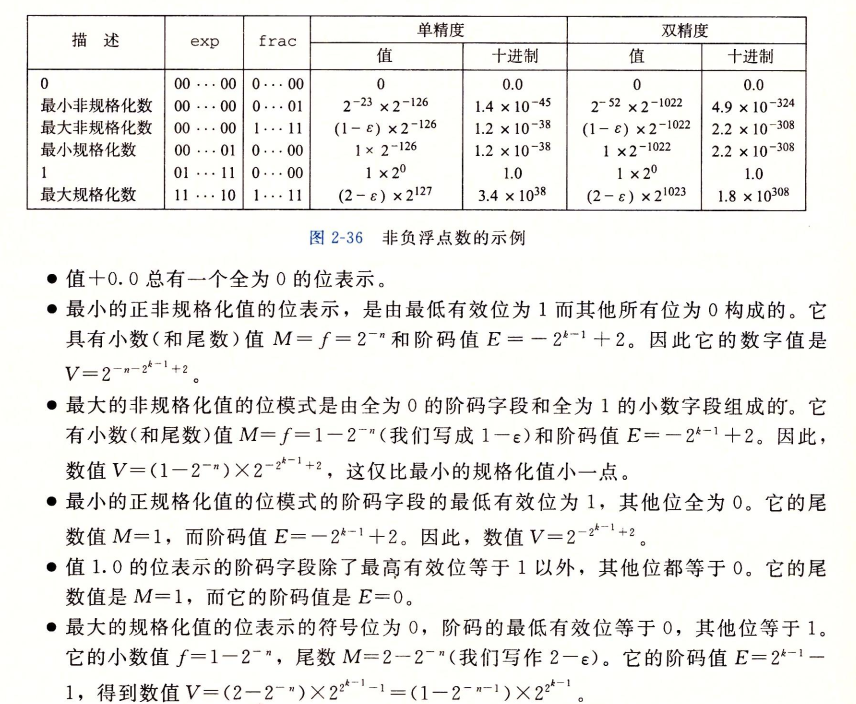 描 述 exp frac 单精度 双精度
值 十进制 值 十进制
0 00 ··· 00 0 ··· 00 0 0.0 0 0.0
最小非规格化数 00 ··· 00 0 ··· 01 2⁻²³ ×2⁻¹²⁶ 1.4 ×10⁻⁴⁵ 2⁻⁵² ×2⁻¹⁰²² 4.9 ×10⁻³²⁴
最大非规格化数 00 ··· 00 1 ··· 11 (1-ε) ×2⁻¹²⁶ 1.2 ×10⁻³⁸ (1-ε) ×2⁻¹⁰²² 2.2 ×10⁻³⁰⁸
最小规格化数 00 ··· 01 0 ··· 00 1× 2⁻¹²⁶ 1.2 ×10⁻³⁸ 1 ×2⁻¹⁰²² 2.2 ×10⁻³⁰⁸
1 01 ··· 11 0 ··· 00 1 ×2⁰ 1.0 1 ×2⁰ 1.0
最大规格化数 11 ··· 10 1 ··· 11 (2-ε) ×2¹²⁷ 3.4 ×10³⁸ (2-ε) ×2¹⁰²³ 1.8 ×10³⁰⁸
图 2-36 非负浮点数的示例
● 值+0.0 总有一个全为 0 的位表示。
● 最小的正非规格化值的位表示，是由最低有效位为 1 而其他所有位为 0 构成的。它
具有小数(和尾数)值 M=f=2⁻ⁿ和阶码值 E=-2^{k-1}+2。因此它的数字值是
V=2^{-n-2^{k-1}+2}。
● 最大的非规格化值的位模式是由全为 0 的阶码字段和全为 1 的小数字段组成的。它
有小数(和尾数)值 M=f=1-2⁻ⁿ(我们写成 1-ε)和阶码值 E=-2^{k-1}+2。因此，
数值 V=(1-2⁻ⁿ)×2^{-2^{k-1}+2}，这仅比最小的规格化值小一点。
● 最小的正规格化值的位模式的阶码字段的最低有效位为 1，其他位全为 0。它的尾
数值 M=1，而阶码值 E=-2^{k-1}+2。因此，数值 V=2^{-2^{k-1}+2}。
● 值 1.0 的位表示的阶码字段除了最高有效位等于 1 以外，其他位都等于 0。它的尾
数值是 M=1，而它的阶码值是 E=0。
● 最大的规格化值的位表示的符号位为 0，阶码的最低有效位等于 0，其他位等于 1。
它的小数值 f=1-2⁻ⁿ，尾数 M=2-2⁻ⁿ(我们写作 2-ε)。它的阶码值 E=2^{k-1}-
1，得到数值 V=(2-2⁻ⁿ)×2^{2^{k-1}-1}=(1-2^{-n-1})×2^{2^{k-1}}。